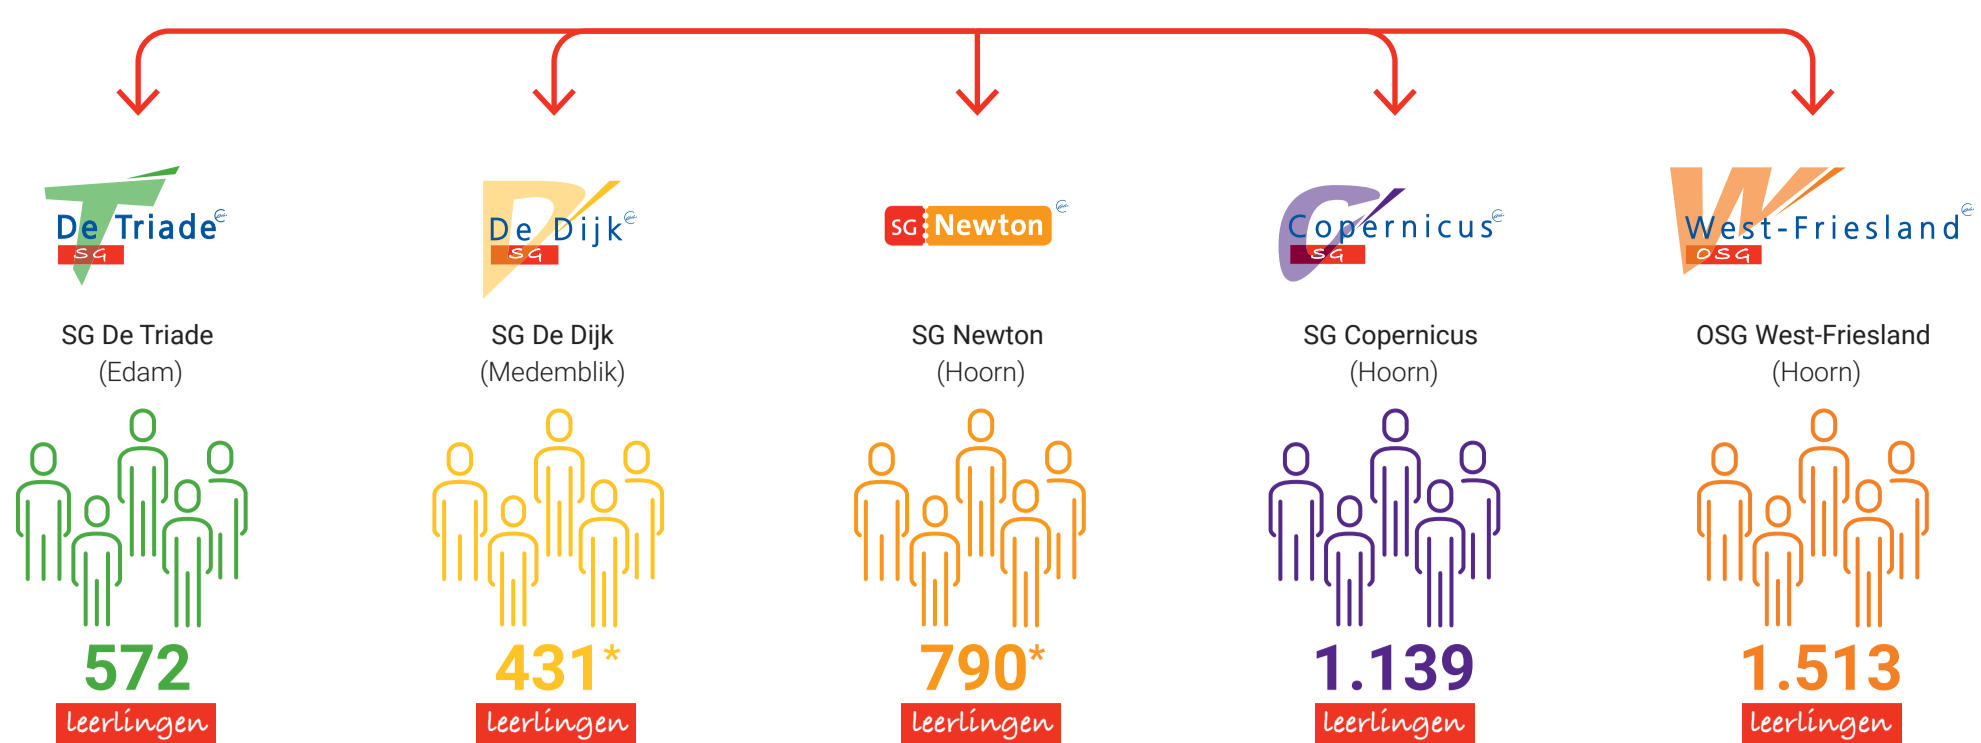 De Triade
SG
De Dijk
SG
SG Newton
Copernicus
SG
West-Friesland
OSG
SG De Triade
(Edam)
SG De Dijk
(Medemblik)
SG Newton
(Hoorn)
SG Copernicus
(Hoorn)
OSG West-Friesland
(Hoorn)
572
leerlingen
431*
leerlingen
790*
leerlingen
1.139
leerlingen
1.513
leerlingen